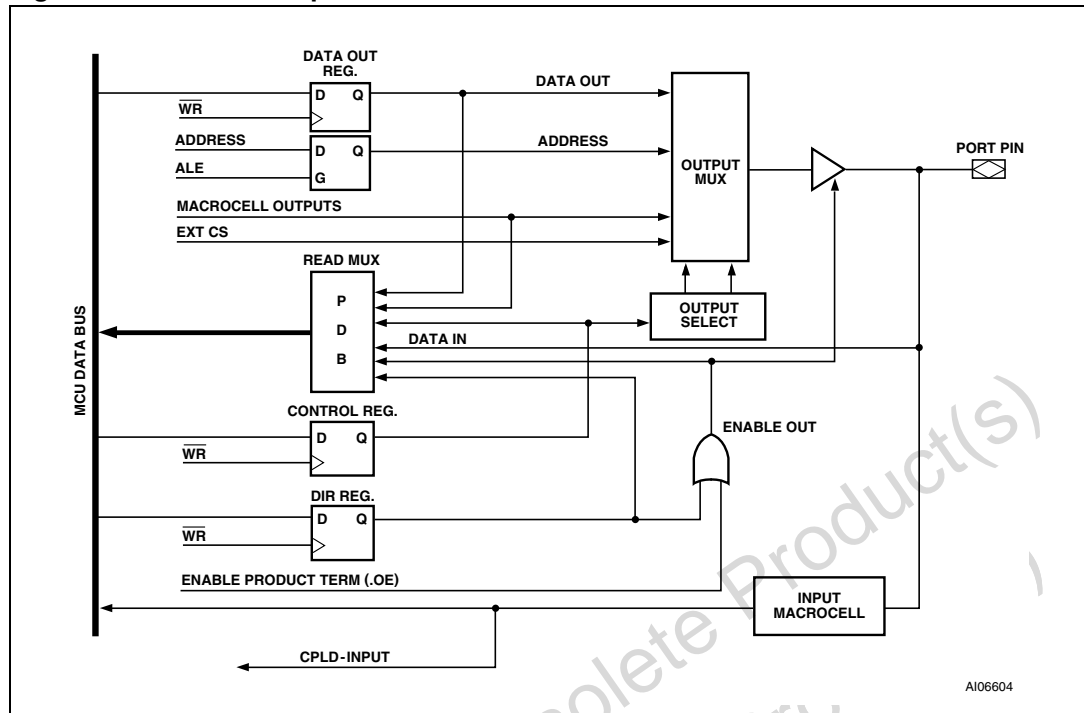 DATA OUT
REG.
D Q
DATA OUT
WR
ADDRESS
D Q
ADDRESS
ALE
G
OUTPUT
MUX
PORT PIN
MACROCELL OUTPUTS
EXT CS
READ MUX
P
D
B
OUTPUT
SELECT
DATA IN
MCU DATA BUS
CONTROL REG.
D Q
WR
ENABLE OUT
DIR REG.
D Q
WR
ENABLE PRODUCT TERM (.OE)
INPUT
MACROCELL
CPLD-INPUT
AI06604
Product(s)